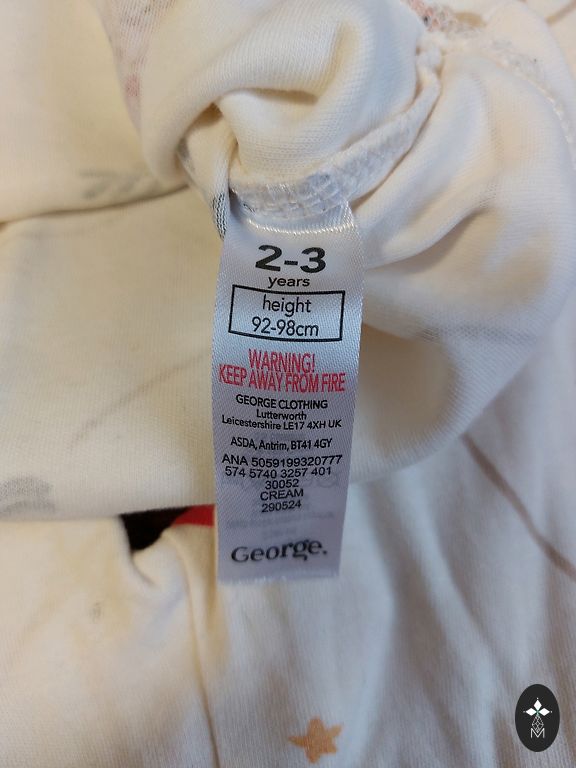 2-3
years
height
92-98cm
WARNING!
KEEP AWAY FROM FIRE
GEORGE CLOTHING
Lutterworth
Leicestershire LE17 4XH UK
ASDA, Antrim, BT41 4GY
ANA 5059199320777
574 5740 3257 401
30052
CREAM
290524
George.
M